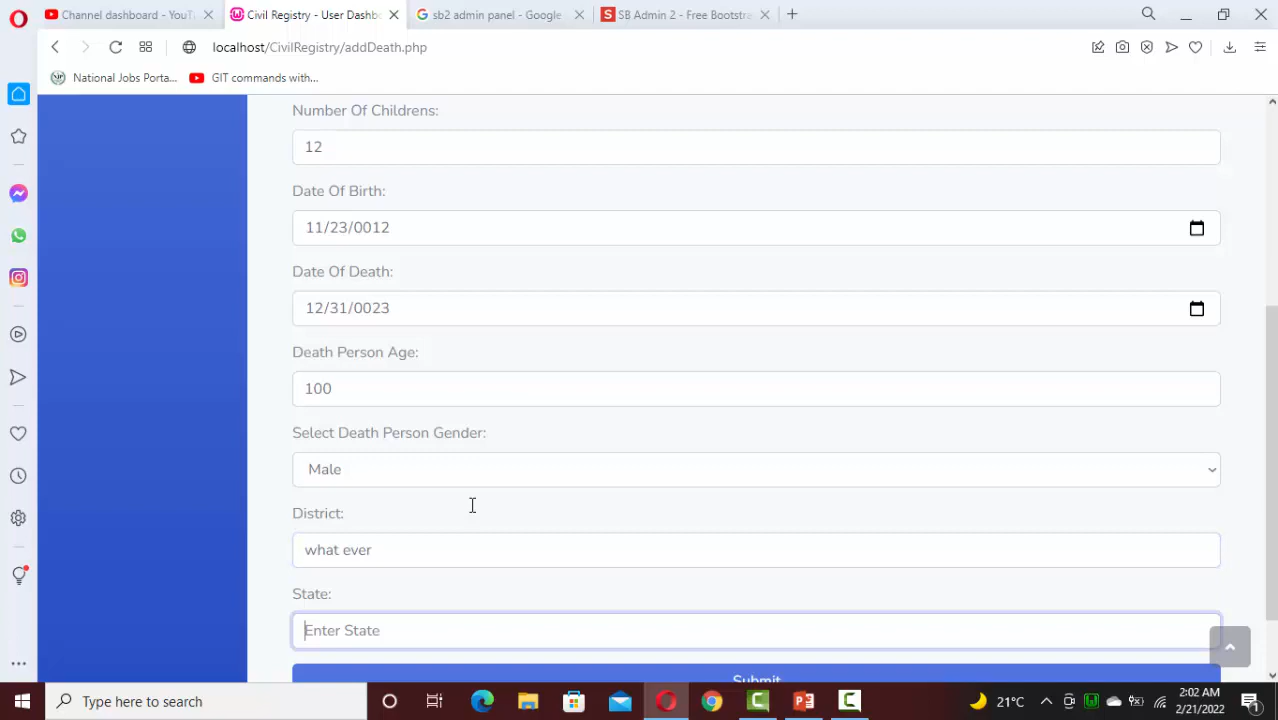 Channel dashboard - YouT
Civil Registry - User Dashb
sb2 admin panel - Google
SB Admin 2 - Free Bootstra
localhost/CivilRegistry/addDeath.php
National Jobs Porta...
GIT commands with...
Number Of Childrens:
12
Date Of Birth:
11/23/0012
Date Of Death:
12/31/0023
Death Person Age:
100
Select Death Person Gender:
Male
District:
what ever
State:
Enter State
Submit
Type here to search
21°C
2:02 AM
2/21/2022
1